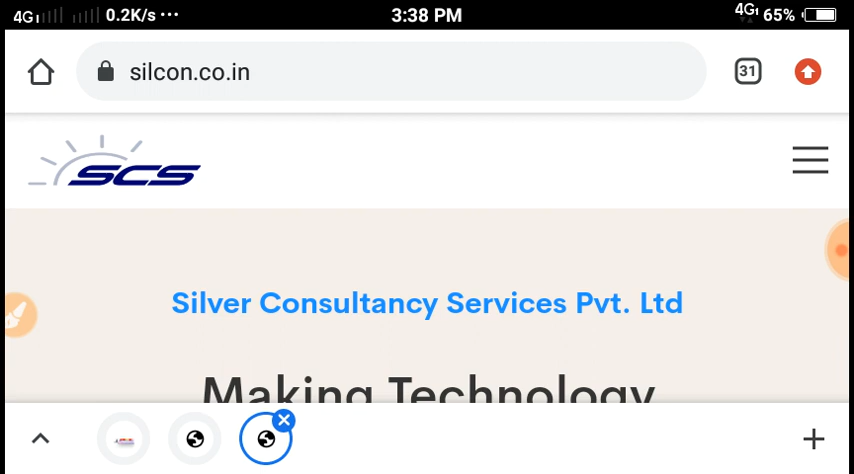 4G 0.2K/s ••• 3:38 PM 4G 65%
silcon.co.in 31
SCS
Silver Consultancy Services Pvt. Ltd
Making Technology